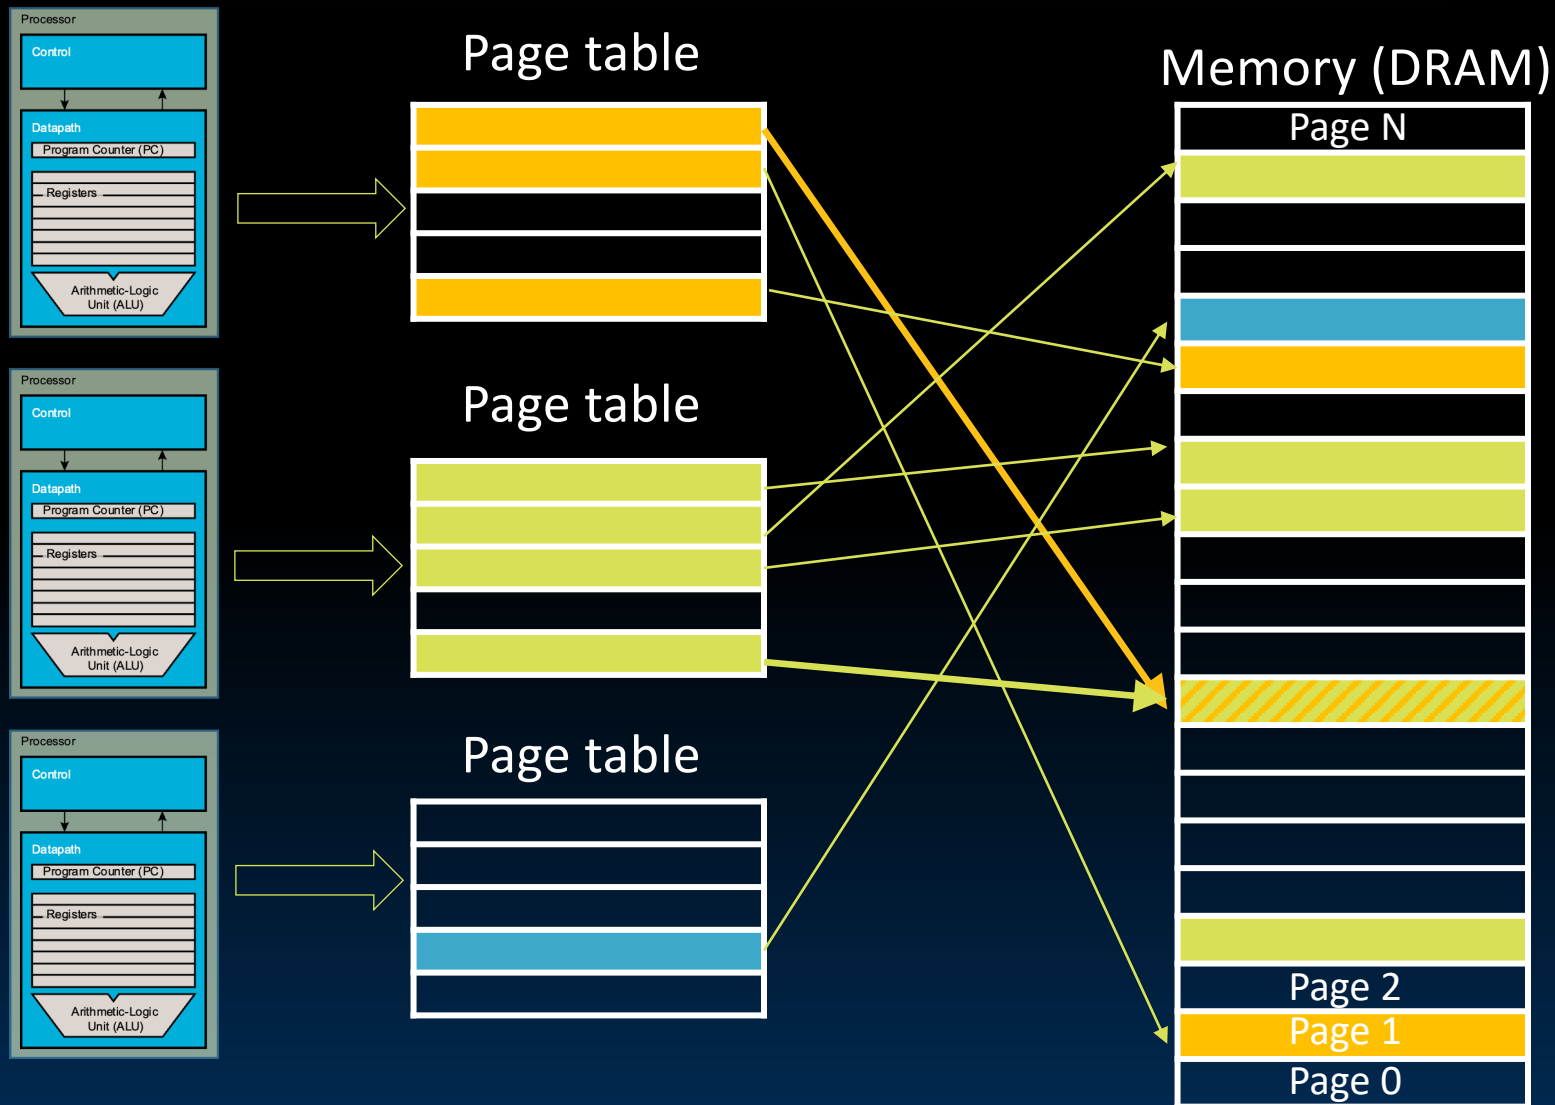 Processor
Control
Datapath
Program Counter (PC)
Registers
Arithmetic-Logic
Unit (ALU)
Page table
Processor
Control
Datapath
Program Counter (PC)
Registers
Arithmetic-Logic
Unit (ALU)
Page table
Processor
Control
Datapath
Program Counter (PC)
Registers
Arithmetic-Logic
Unit (ALU)
Page table
Memory (DRAM)
Page N
Page 2
Page 1
Page 0